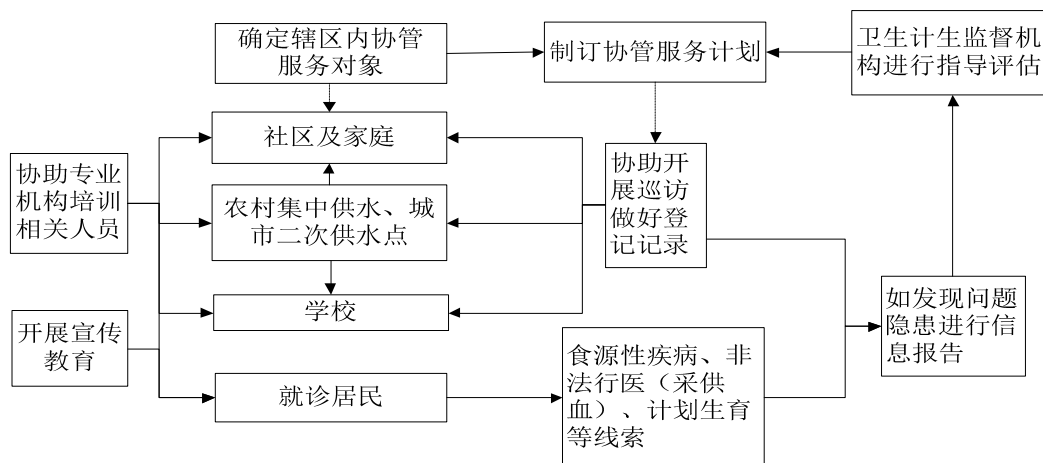 确定辖区内协管
服务对象
制订协管服务计划
卫生计生监督机
构进行指导评估
社区及家庭
协助专业
机构培训
相关人员
农村集中供水、城
市二次供水点
协助开
展巡访
做好登
记记录
学校
开展宣传
教育
如发现问题
隐患进行信
息报告
就诊居民
食源性疾病、非
法行医（采供
血）、计划生育
等线索